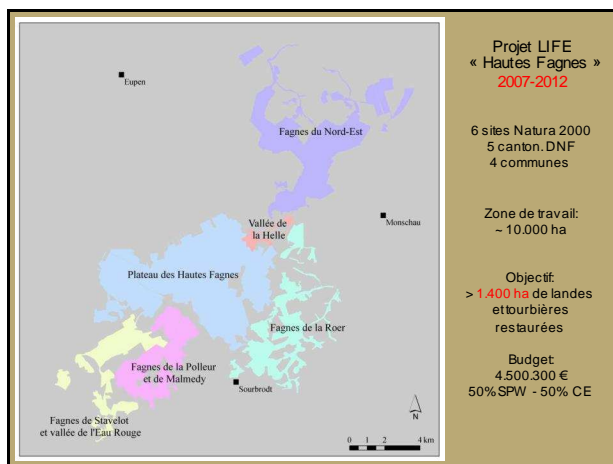 Eupen
Fagnes du Nord-Est
Vallée de
la Helle
Monschau
Plateau des Hautes Fagnes
Fagnes de la Roer
Fagnes de la Polleur
et de Malmedy
Sourbrodt
Fagnes de Stavelot
et vallée de l'Eau Rouge
N
0 1 2 4 km
Projet LIFE
« Hautes Fagnes »
2007-2012
6 sites Natura 2000
5 canton. DNF
4 communes
Zone de travail:
~ 10.000 ha
Objectif:
> 1.400 ha de landes
ettourbières
restaurées
Budget:
4.500.300 €
50%SPW - 50% CE